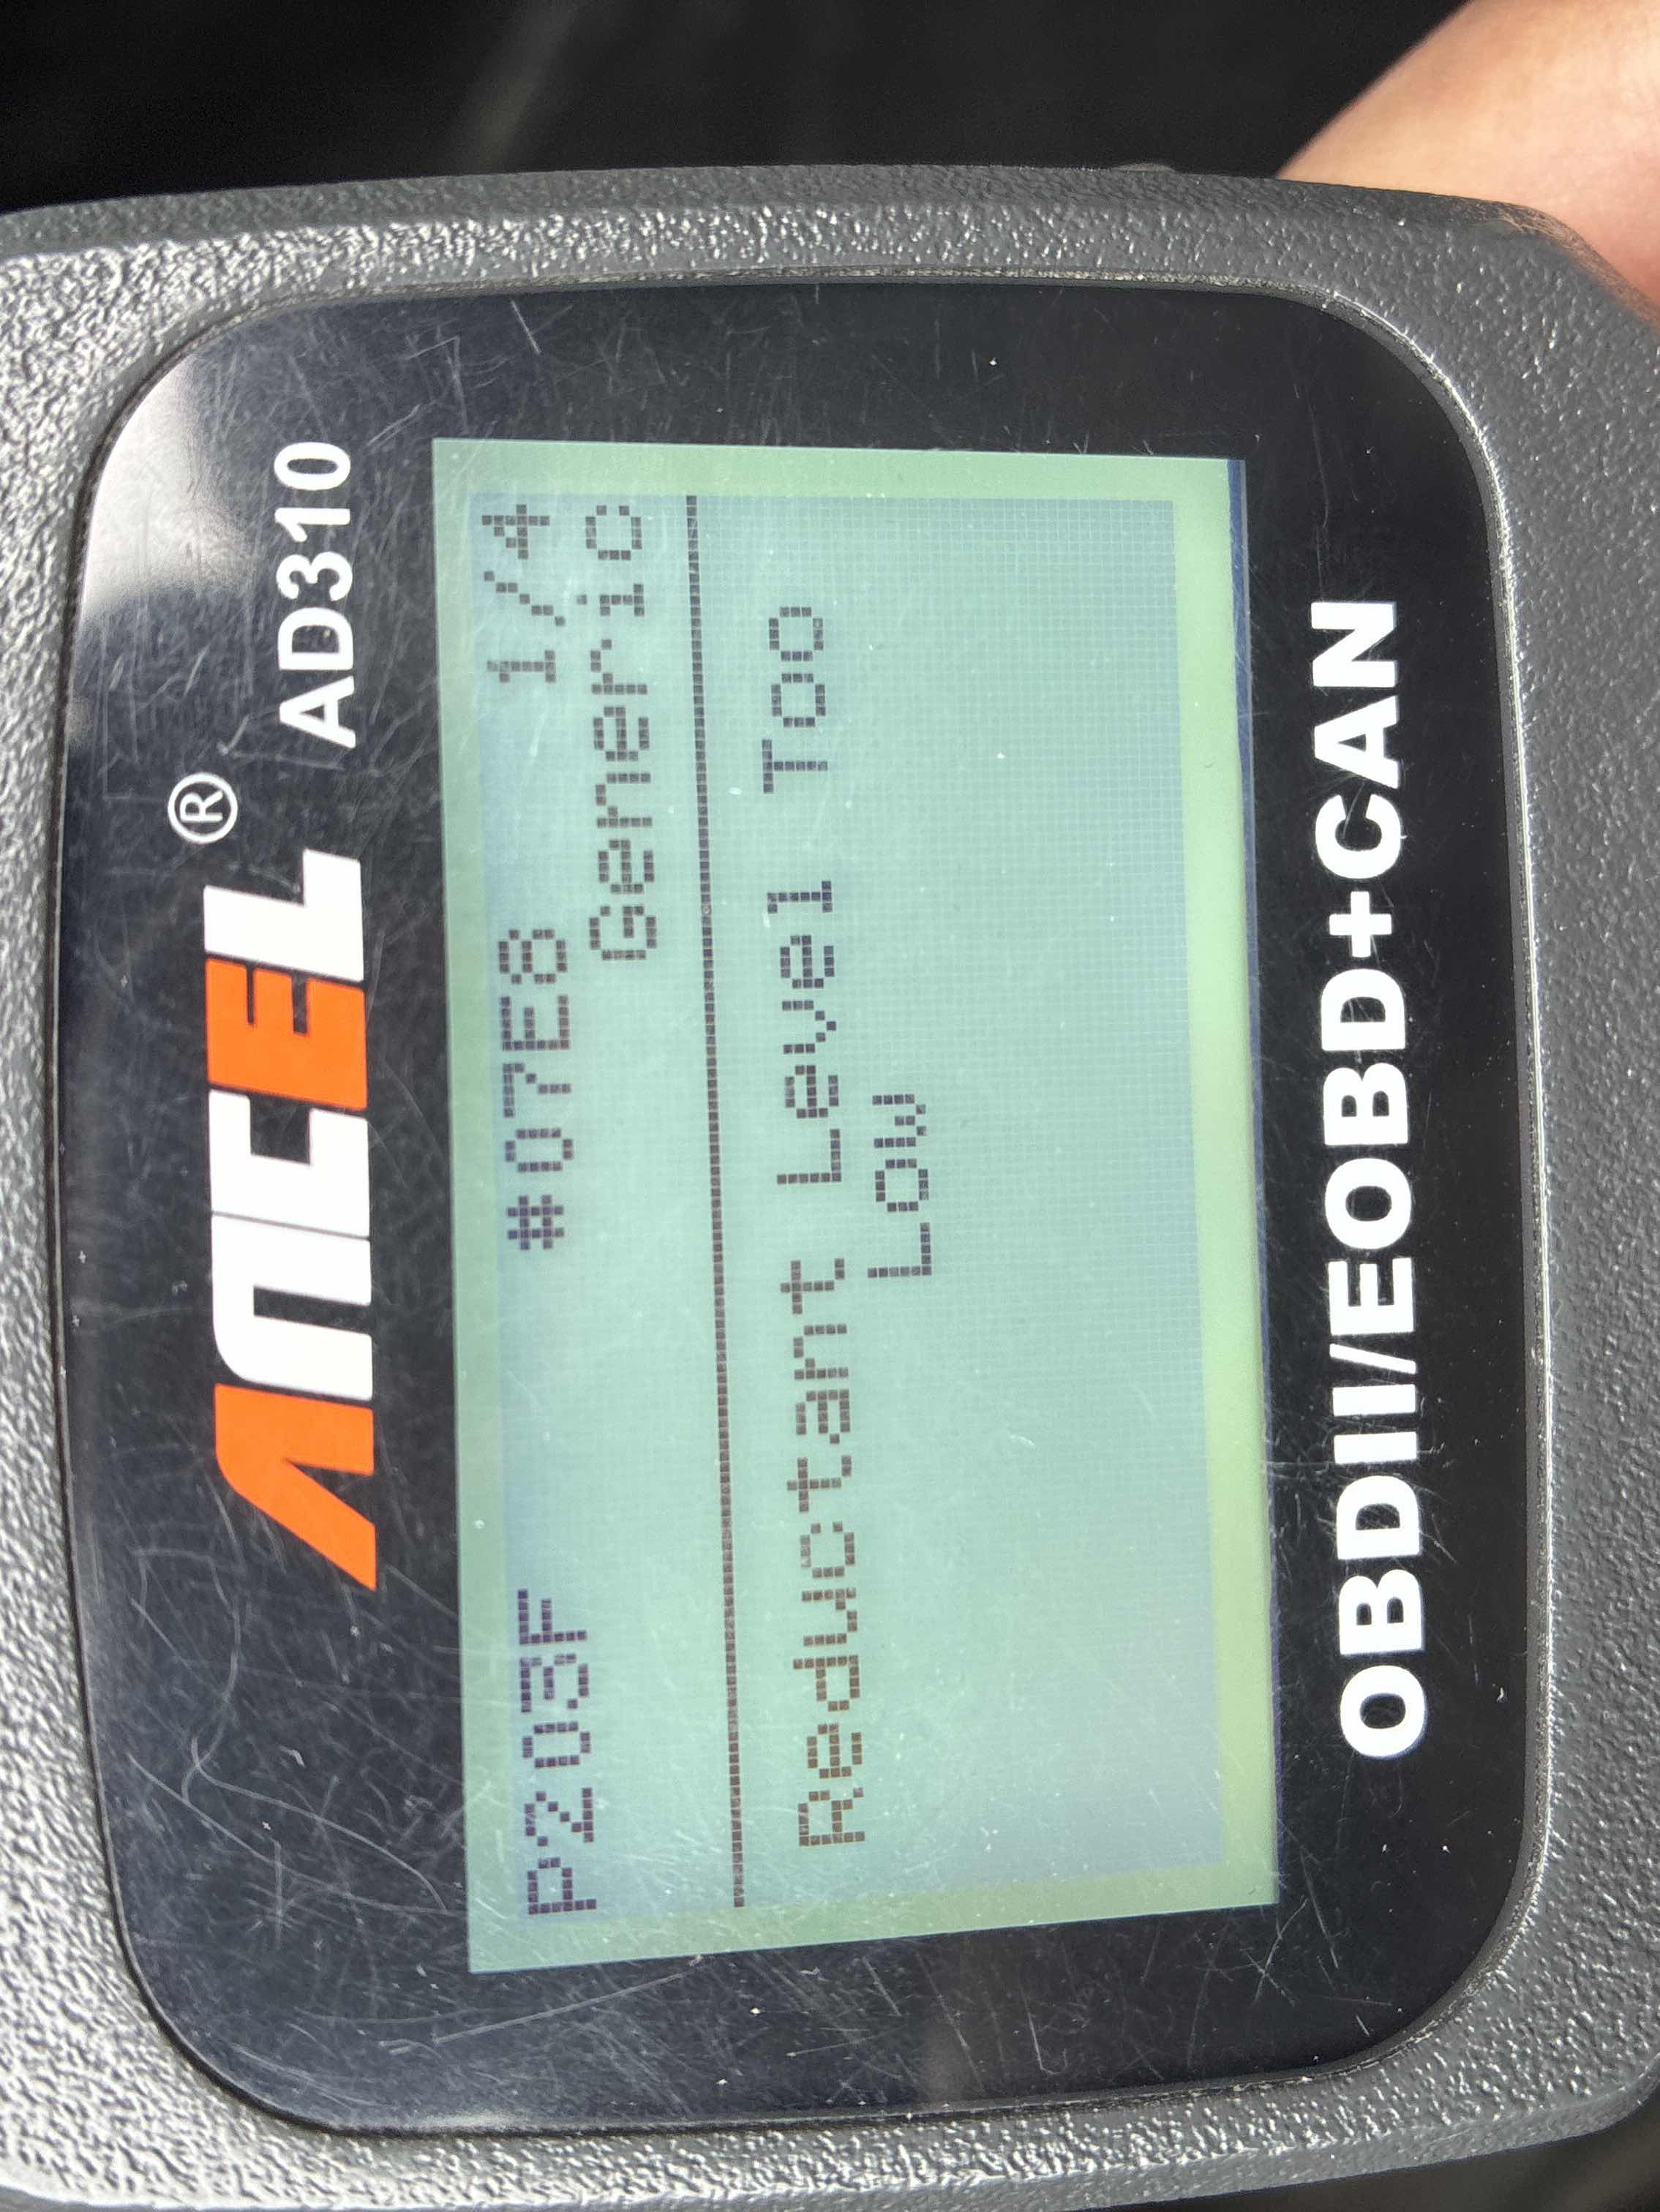 ANCEL® AD310
P203F #07E8 1/4
Generic
Reductant Level Too
Low
OBDII/EOBD+CAN